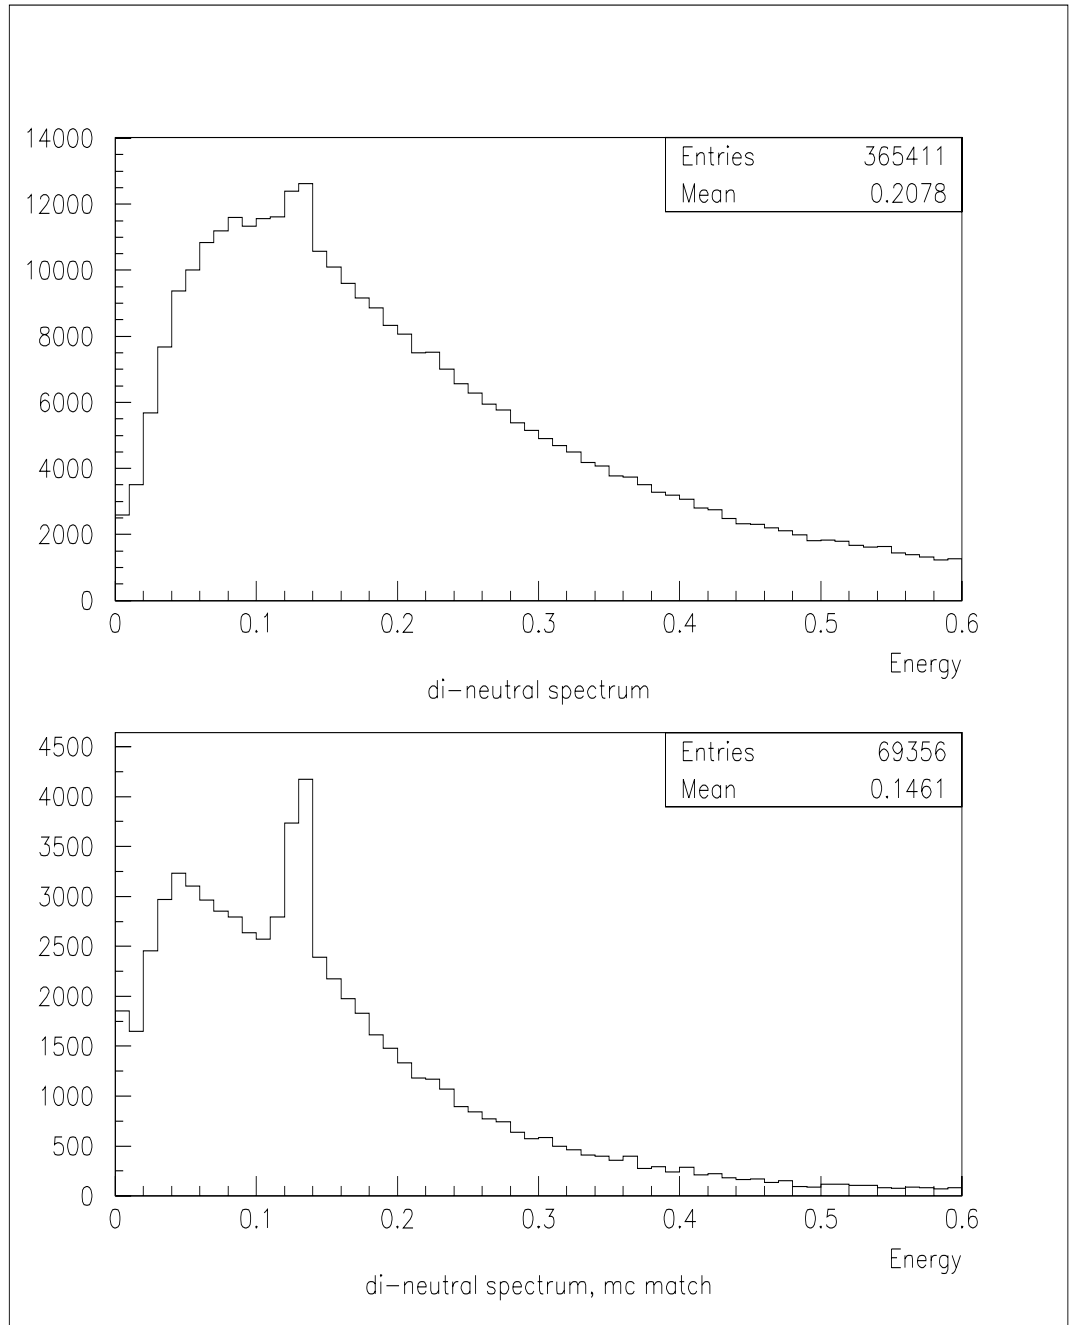 14000
12000
10000
8000
6000
4000
2000
0
Entries 365411
Mean 0.2078
0 0.1 0.2 0.3 0.4 0.5 0.6
Energy
di-neutral spectrum
4500
4000
3500
3000
2500
2000
1500
1000
500
0
Entries 69356
Mean 0.1461
0 0.1 0.2 0.3 0.4 0.5 0.6
Energy
di-neutral spectrum, mc match